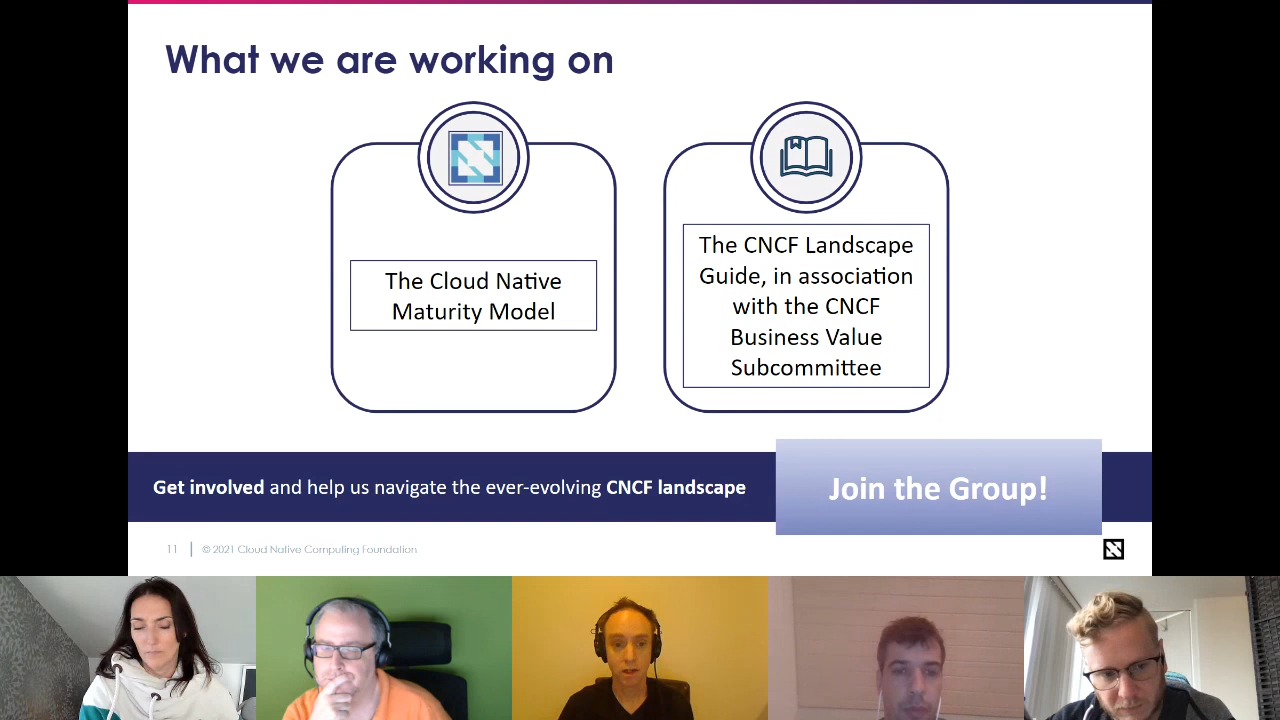 What we are working on
The Cloud Native
Maturity Model
The CNCF Landscape
Guide, in association
with the CNCF
Business Value
Subcommittee
Get involved and help us navigate the ever-evolving CNCF landscape
Join the Group!
11
© 2021 Cloud Native Computing Foundation